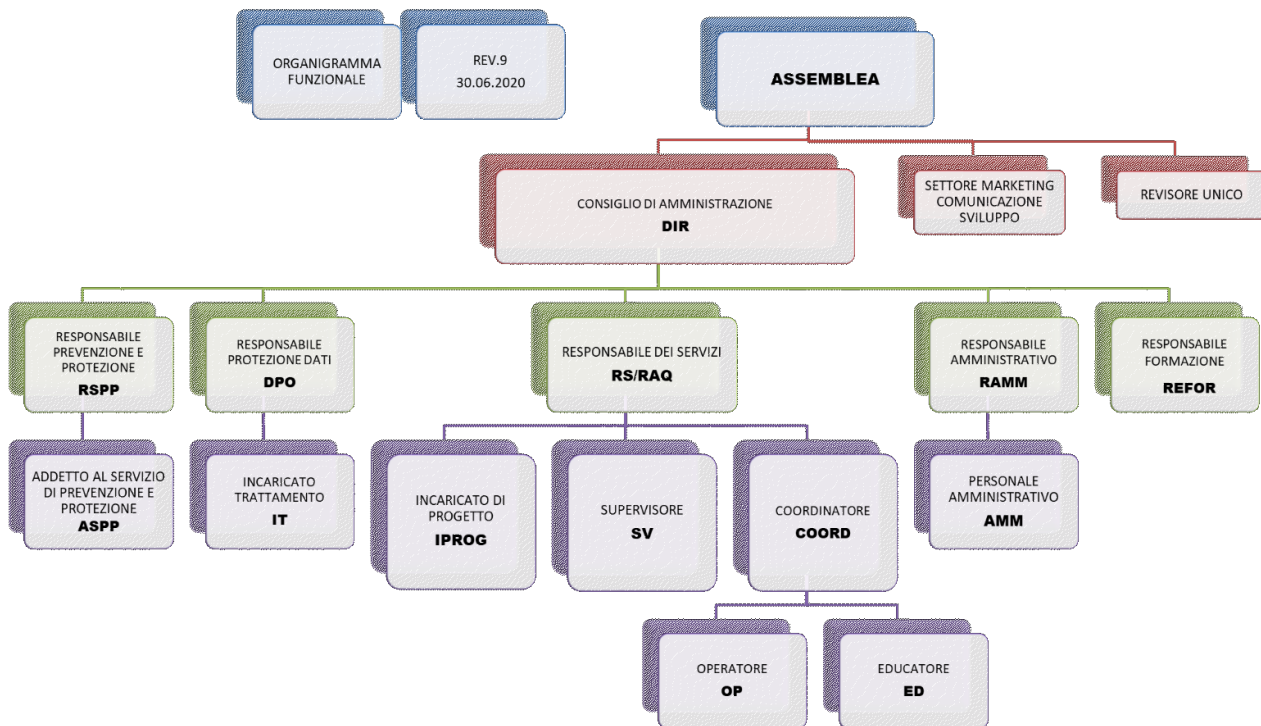 ORGANIGRAMMA
FUNZIONALE
REV.9
30.06.2020
ASSEMBLEA
CONSIGLIO DI AMMINISTRAZIONE
DIR
SETTORE MARKETING
COMUNICAZIONE
SVILUPPO
REVISORE UNICO
RESPONSABILE
PREVENZIONE E
PROTEZIONE
RSPP
RESPONSABILE
PROTEZIONE DATI
DPO
RESPONSABILE DEI SERVIZI
RS/RAQ
RESPONSABILE
AMMINISTRATIVO
RAMM
RESPONSABILE
FORMAZIONE
REFOR
ADDETTO AL SERVIZIO
DI PREVENZIONE E
PROTEZIONE
ASPP
INCARICATO
TRATTAMENTO
IT
INCARICATO DI
PROGETTO
IPROG
SUPERVISORE
SV
COORDINATORE
COORD
PERSONALE
AMMINISTRATIVO
AMM
OPERATORE
OP
EDUCATORE
ED